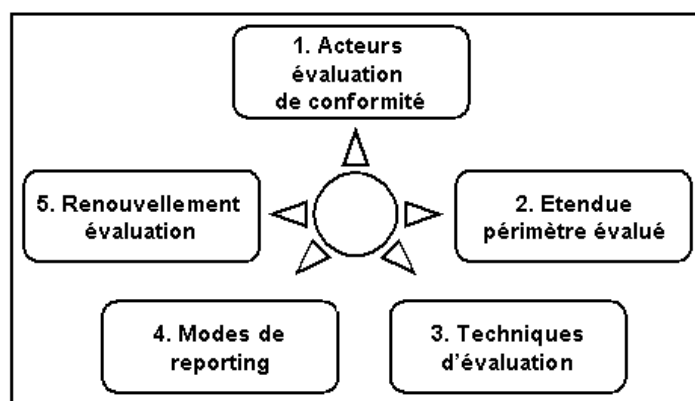 1. Acteurs
évaluation
de conformité
2. Etendue
périmètre évalué
3. Techniques
d'évaluation
4. Modes de
reporting
5. Renouvellement
évaluation